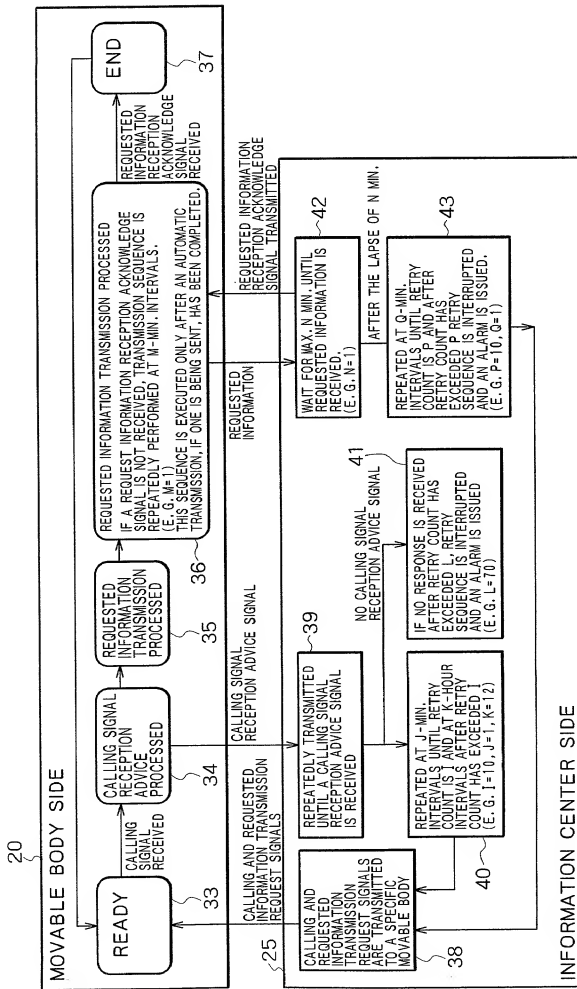 20
MOVABLE BODY SIDE
READY
33
CALLING
SIGNAL
RECEIVED
CALLING SIGNAL
RECEPTION
ADVICE
PROCESSED
34
REQUESTED
INFORMATION
TRANSMISSION
PROCESSED
35
REQUESTED INFORMATION TRANSMISSION PROCESSED
IF A REQUEST INFORMATION RECEPTION ACKNOWLEDGE
SIGNAL IS NOT RECEIVED, TRANSMISSION SEQUENCE IS
REPEATEDLY PERFORMED AT M-MIN. INTERVALS.
(E. G. M=1)
THIS SEQUENCE IS EXECUTED ONLY AFTER AN AUTOMATIC
TRANSMISSION, IF ONE IS BEING SENT, HAS BEEN COMPLETED.
36
REQUESTED
INFORMATION
RECEPTION
ACKNOWLEDGE
SIGNAL
RECEIVED
END
37
CALLING AND REQUESTED
INFORMATION TRANSMISSION
REQUEST SIGNALS
CALLING SIGNAL
RECEPTION ADVICE SIGNAL
REQUESTED
INFORMATION
REQUESTED INFORMATION
RECEPTION ACKNOWLEDGE
SIGNAL TRANSMITTED
25
CALLING AND
REQUESTED
INFORMATION
TRANSMISSION
REQUEST SIGNALS
ARE TRANSMITTED
TO A SPECIFIC
MOVABLE BODY
38
REPEATEDLY TRANSMITTED
UNTIL A CALLING SIGNAL
RECEPTION ADVICE SIGNAL
IS RECEIVED
39
NO CALLING SIGNAL
RECEPTION ADVICE SIGNAL
REPEATED AT J-MIN.
INTERVALS UNTIL RETRY
COUNT IS I AND AT K-HOUR
INTERVALS AFTER RETRY
COUNT HAS EXCEEDED I
(E. G. I=10, J=1, K=12)
40
IF NO RESPONSE IS RECEIVED
AFTER RETRY COUNT HAS
EXCEEDED L, RETRY
SEQUENCE IS INTERRUPTED
AND AN ALARM IS ISSUED
(E. G. L=70)
41
WAIT FOR MAX. N MIN. UNTIL
REQUESTED INFORMATION IS
RECEIVED.
(E. G. N=1)
42
AFTER THE LAPSE OF N MIN.
REPEATED AT Q-MIN.
INTERVALS UNTIL RETRY
COUNT IS P AND AFTER
RETRY COUNT HAS
EXCEEDED P RETRY
SEQUENCE IS INTERRUPTED
AND AN ALARM IS ISSUED.
(E. G. P=10, Q=1)
43
INFORMATION CENTER SIDE